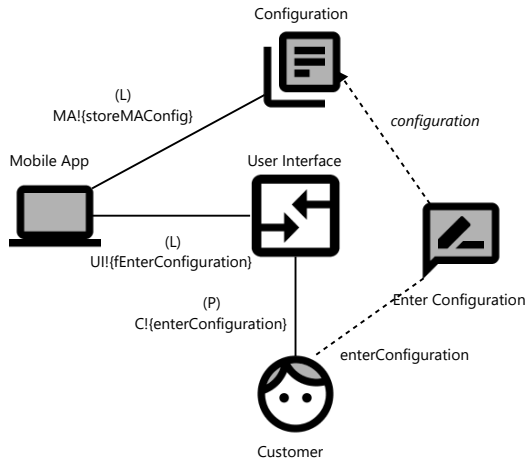 Configuration
(L)
MA!{storeMAConfig}
configuration
Mobile App
User Interface
(L)
UI!{fEnterConfiguration}
(P)
C!{enterConfiguration}
Enter Configuration
enterConfiguration
Customer